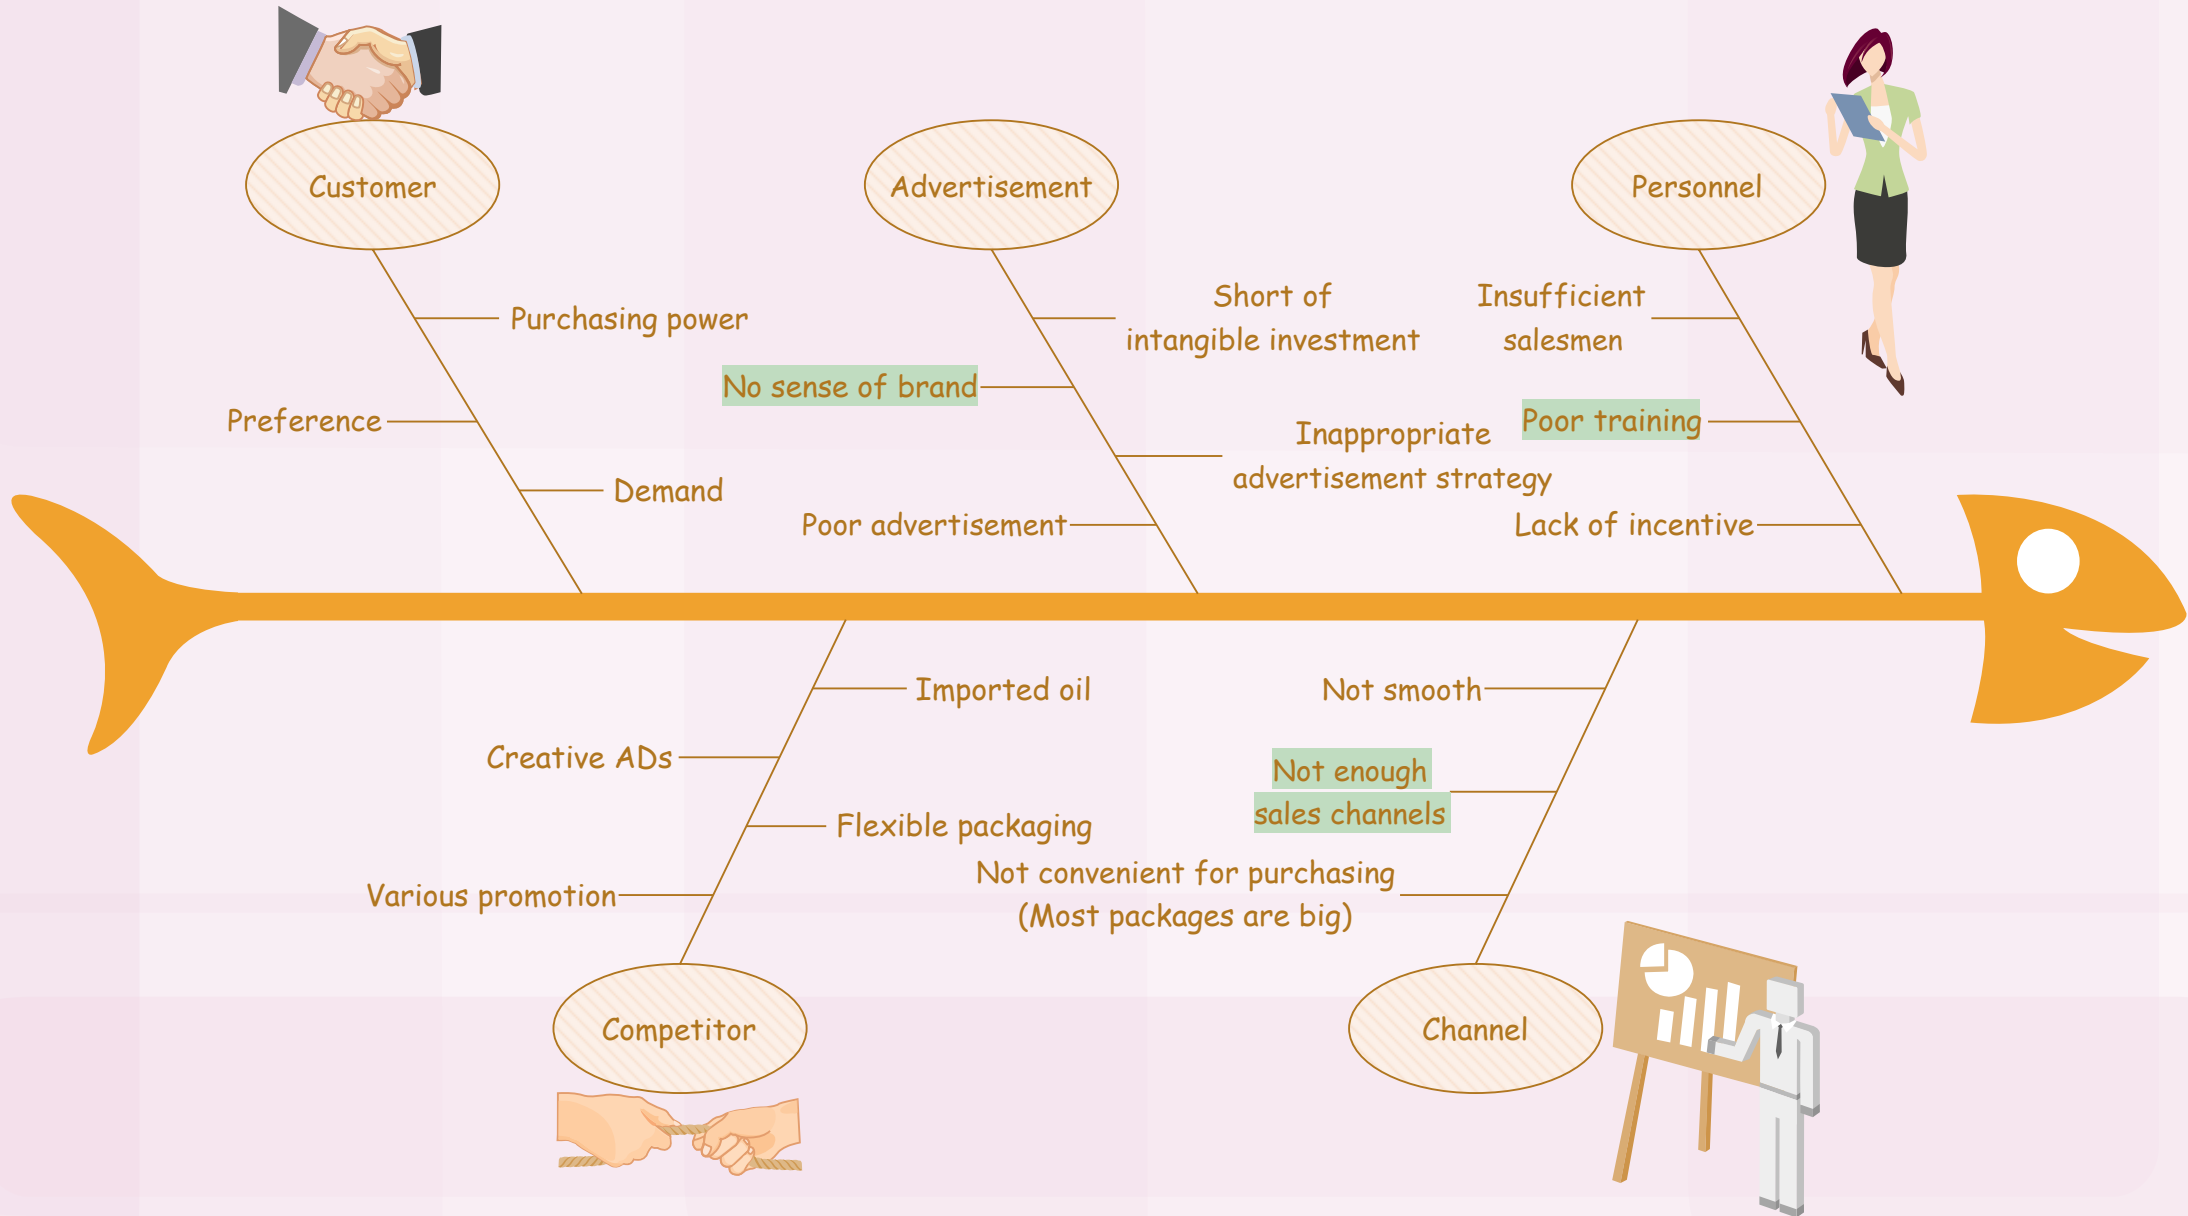 Customer
Purchasing power
Preference
Demand
Advertisement
Short of
intangible investment
No sense of brand
Inappropriate
advertisement strategy
Poor advertisement
Personnel
Insufficient
salesmen
Poor training
Lack of incentive
Imported oil
Creative ADs
Flexible packaging
Various promotion
Competitor
Not smooth
Not enough
sales channels
Not convenient for purchasing
(Most packages are big)
Channel